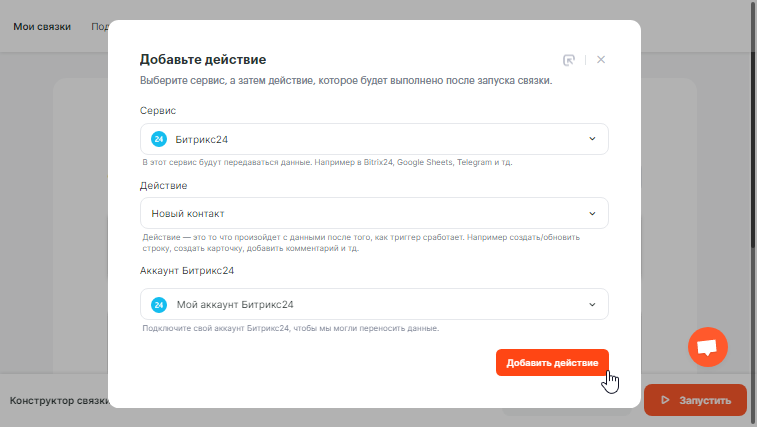 Мои связки
Добавьте действие
Выберите сервис, а затем действие, которое будет выполнено после запуска связки.
Сервис
24 Битрикс24
В этот сервис будут передаваться данные. Например в Bitrix24, Google Sheets, Telegram и тд.
Действие
Новый контакт
Действие — это то что произойдет с данными после того, как триггер сработает. Например создать/обновить
строку, создать карточку, добавить комментарий и тд.
Аккаунт Битрикс24
24 Мой аккаунт Битрикс24
Подключите свой аккаунт Битрикс24, чтобы мы могли переносить данные.
Добавить действие
Конструктор связки
Запустить